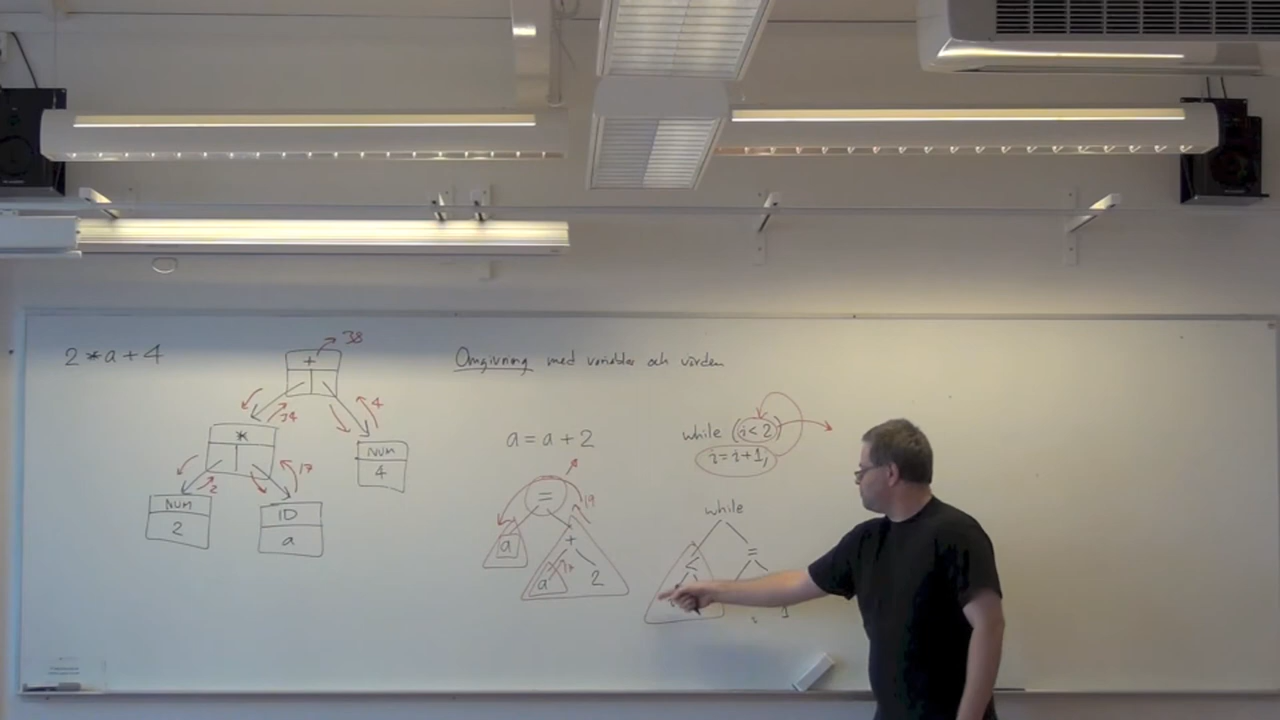 2 * a + 4
+
38
34
4
*
NUM
4
2
17
NUM
2
ID
a
Omgivning med variabler och värden
a = a + 2
=
19
a
+
a
17
2
while (i < 2)
i = i + 1;
while
<
=
i
1